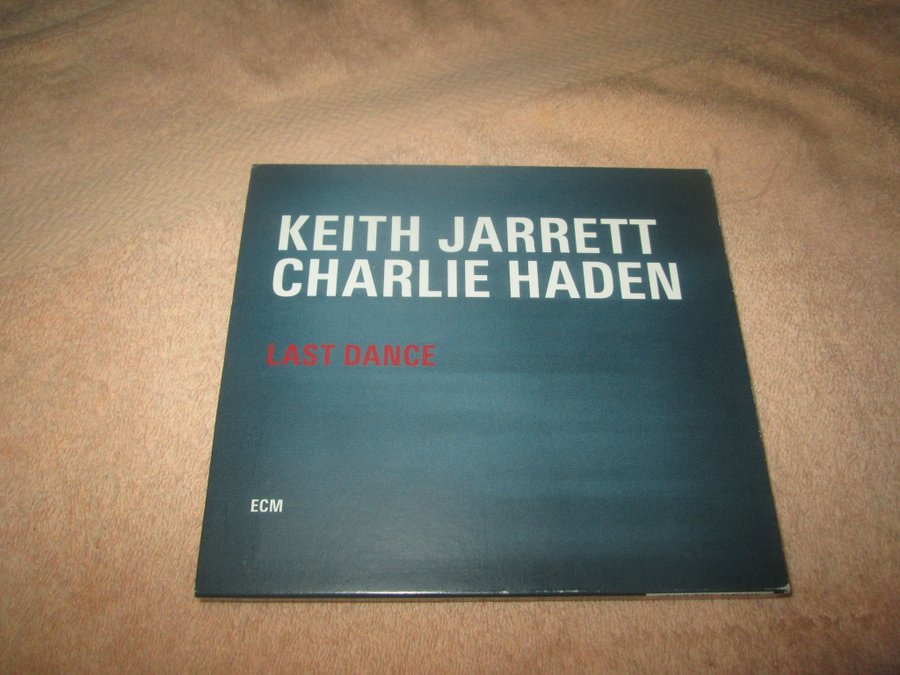 KEITH JARRETT
CHARLIE HADEN
LAST DANCE
ECM